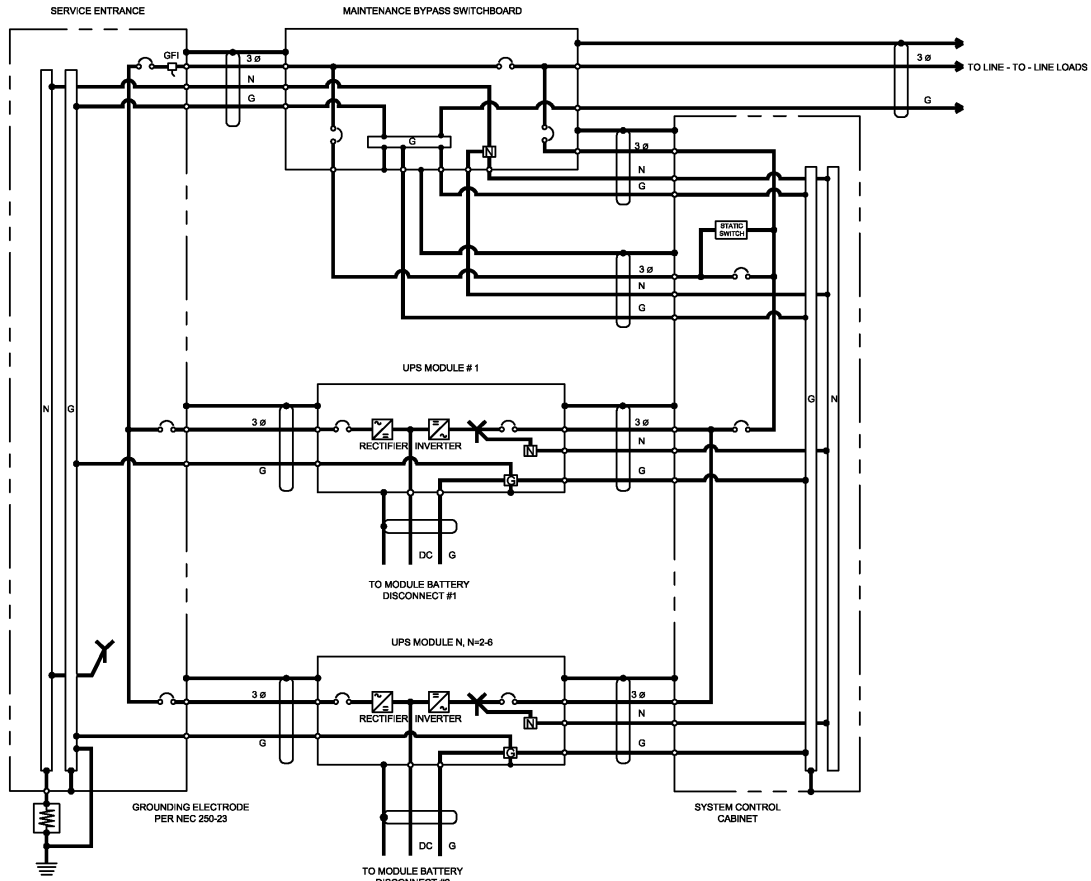 SERVICE ENTRANCE
MAINTENANCE BYPASS SWITCHBOARD
GFI
3 ø
N
G
3 ø
TO LINE - TO - LINE LOADS
G
G
N
3 ø
N
G
STATIC
SWITCH
3 ø
N
G
UPS MODULE # 1
N
G
G
N
3 ø
3 ø
RECTIFIER
INVERTER
N
N
G
G
G
DC
G
TO MODULE BATTERY
DISCONNECT #1
UPS MODULE N, N=2-6
3 ø
3 ø
RECTIFIER
INVERTER
N
N
G
G
G
GROUNDING ELECTRODE
PER NEC 250-23
SYSTEM CONTROL
CABINET
DC
G
TO MODULE BATTERY